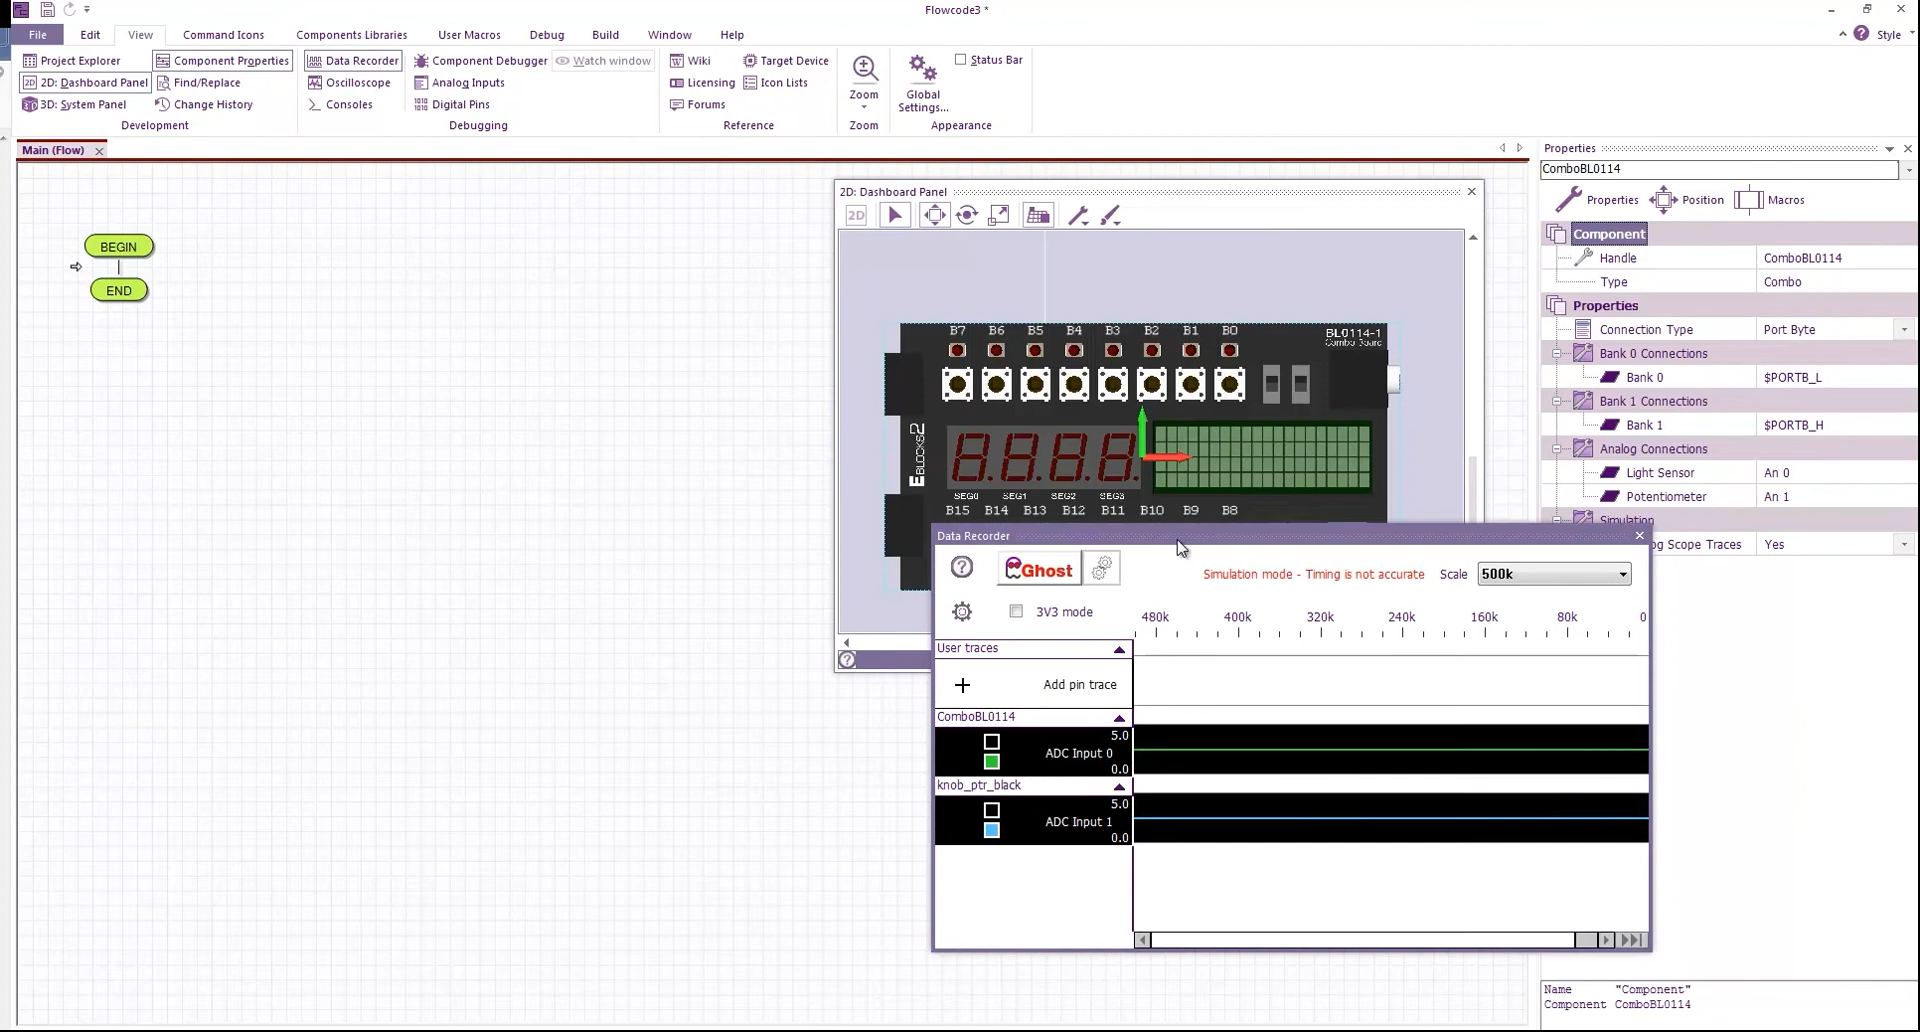 Flowcode3 *
File Edit View Command Icons Components Libraries User Macros Debug Build Window Help Style
Project Explorer Component Properties Data Recorder Component Debugger Watch window Wiki Target Device Status Bar
2D: Dashboard Panel Find/Replace Oscilloscope Analog Inputs Licensing Icon Lists Zoom Global
3D: System Panel Change History Consoles Digital Pins Forums Settings...
Development Debugging Reference Zoom Appearance
Main (Flow)
BEGIN
END
2D: Dashboard Panel
2D
B7 B6 B5 B4 B3 B2 B1 B0
BL0114-1
Combo Board
EBLOCKS2
8.8.8.8.
SEG0 SEG1 SEG2 SEG3
B15 B14 B13 B12 B11 B10 B9 B8
Data Recorder
Ghost
Simulation mode - Timing is not accurate Scale 500k
3V3 mode
480k 400k 320k 240k 160k 80k 0
User traces
+ Add pin trace
ComboBL0114
5.0
ADC Input 0
0.0
knob_ptr_black
5.0
ADC Input 1
0.0
Properties
ComboBL0114
Properties Position Macros
Component
Handle ComboBL0114
Type Combo
Properties
Connection Type Port Byte
Bank 0 Connections
Bank 0 $PORTB_L
Bank 1 Connections
Bank 1 $PORTB_H
Analog Connections
Light Sensor An 0
Potentiometer An 1
Simulation
og Scope Traces Yes
Name "Component"
Component ComboBL0114